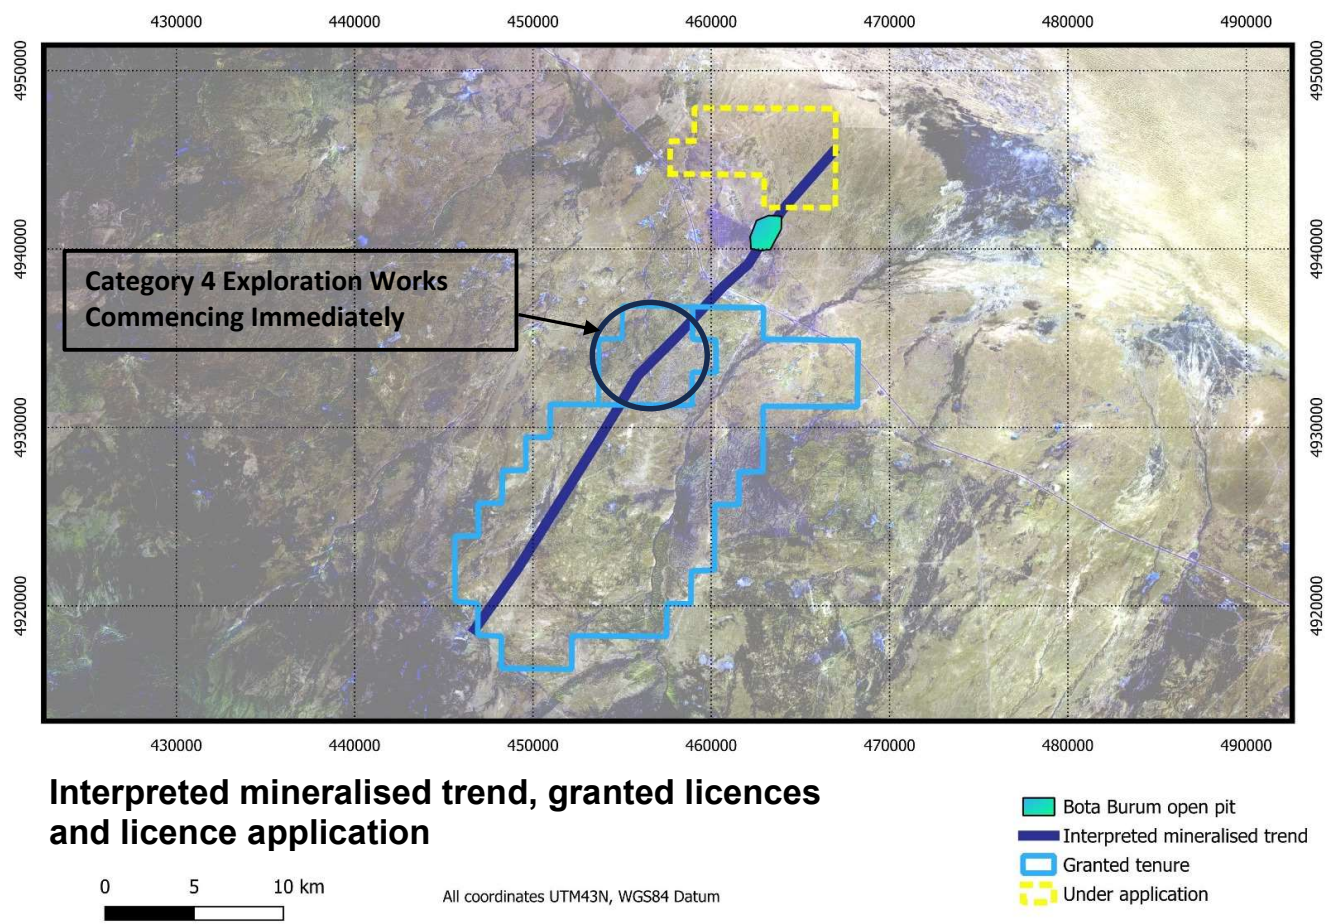 430000 440000 450000 460000 470000 480000 490000
4950000 4950000
4940000 4940000
Category 4 Exploration Works
Commencing Immediately
4930000 4930000
4920000 4920000
430000 440000 450000 460000 470000 480000 490000
Interpreted mineralised trend, granted licences
and licence application
Bota Burum open pit
Interpreted mineralised trend
Granted tenure
Under application
0 5 10 km
All coordinates UTM43N, WGS84 Datum